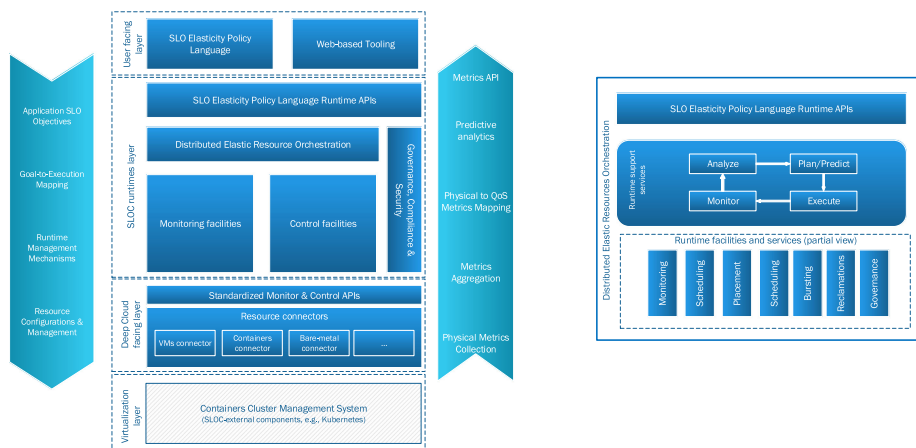 Application SLO
Objectives
Goal-to-Execution
Mapping
Runtime
Management
Mechanisms
Resource
Configurations &
Management
User facing
layer
SLO Elasticity Policy
Language
Web-based Tooling
SLOC runtimes layer
SLO Elasticity Policy Language Runtime APIs
Distributed Elastic Resource Orchestration
Monitoring facilities
Control facilities
Governance, Compliance &
Security
Deep Cloud
facing layer
Standardized Monitor & Control APIs
Resource connectors
VMs connector
Containers
connector
Bare-metal
connector
...
Virtualization
layer
Containers Cluster Management System
(SLOC-external components, e.g., Kubernetes)
Metrics API
Predictive
analytics
Physical to QoS
Metrics Mapping
Metrics
Aggregation
Physical Metrics
Collection
Distributed Elastic Resources Orchestration
SLO Elasticity Policy Language Runtime APIs
Runtime support
services
Analyze
Plan/Predict
Monitor
Execute
Runtime facilities and services (partial view)
Monitoring
Scheduling
Placement
Scheduling
Bursting
Reclamations
Governance